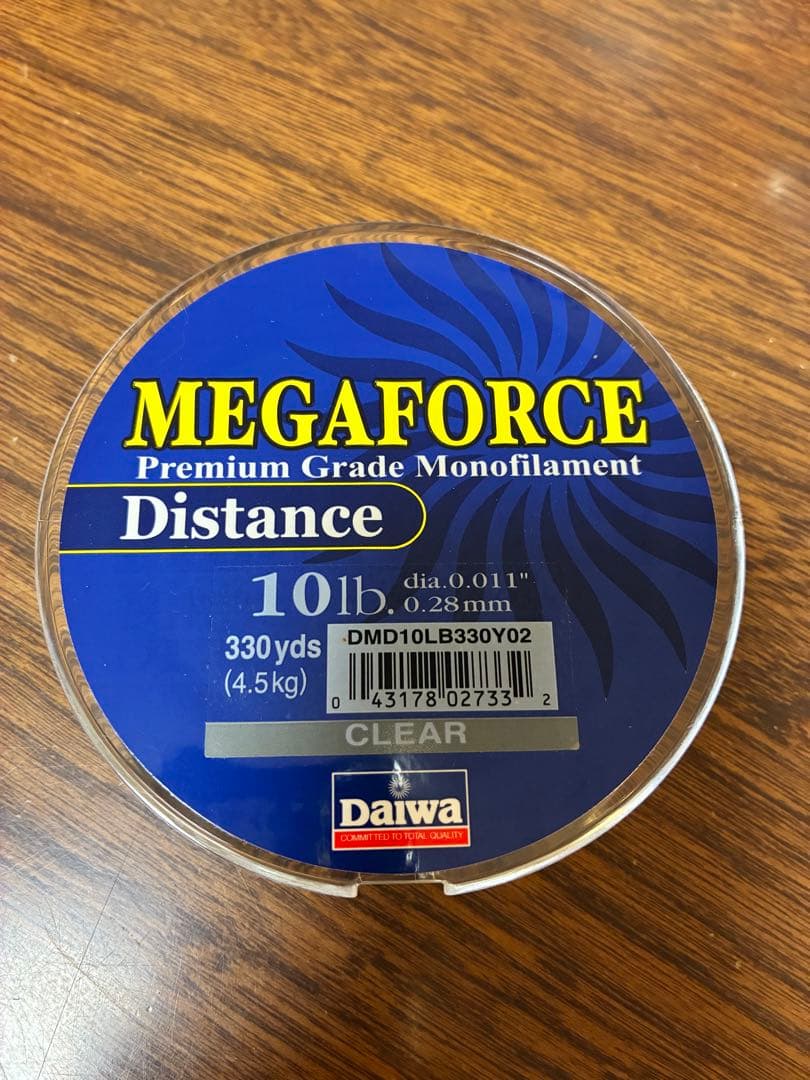 MEGAFORCE
Premium Grade Monofilament
Distance
10lb. dia.0.011"
0.28mm
330yds
(4.5kg)
DMD10LB330Y02
0 43178 02733 2
CLEAR
Daiwa
COMMITTED TO TOTAL QUALITY